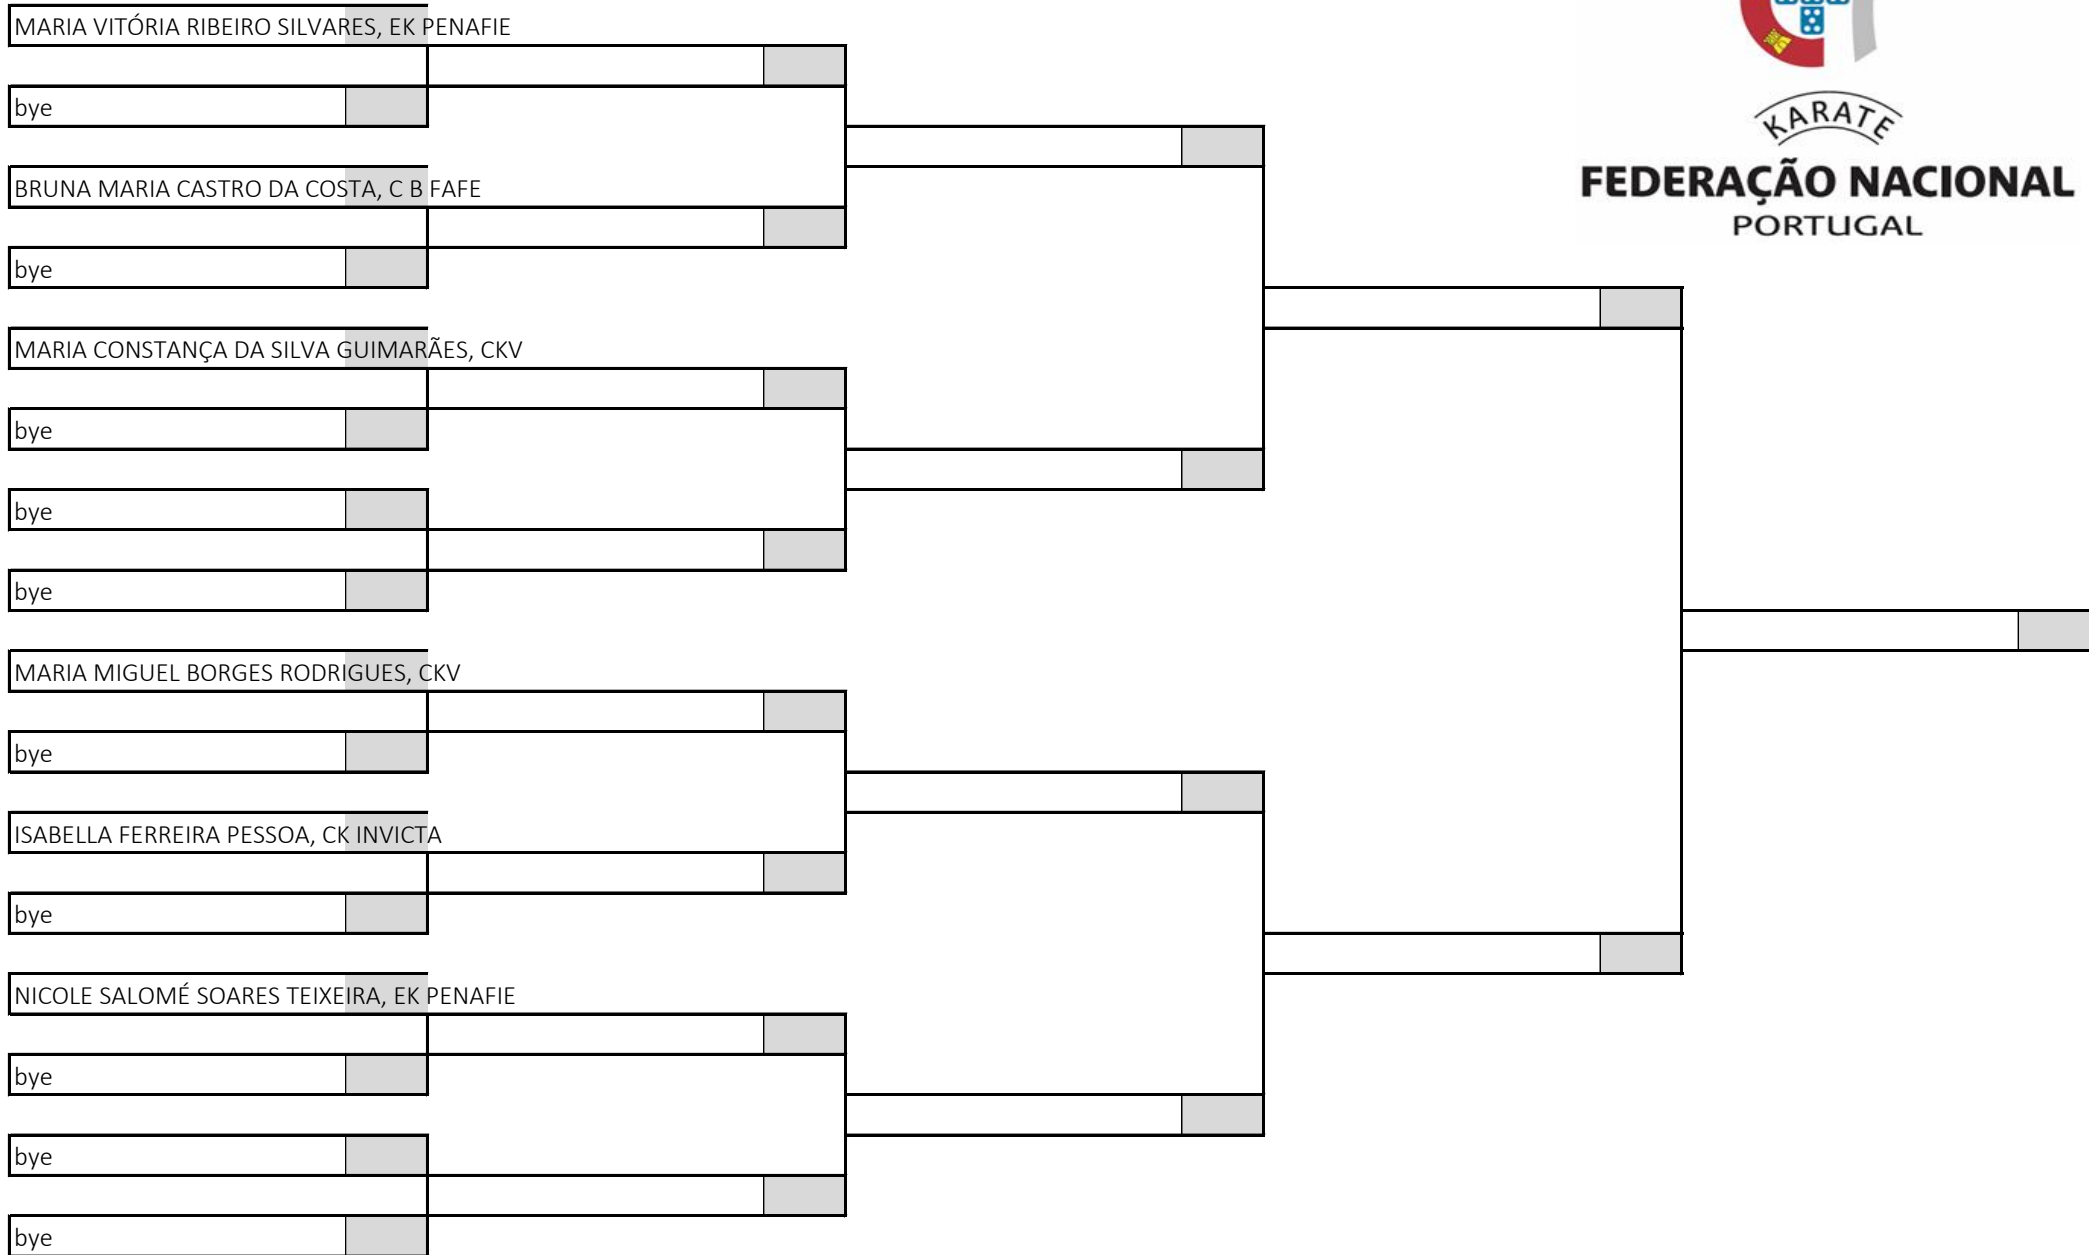 MARIA VITÓRIA RIBEIRO SILVARES, EK PENAFIE
bye
BRUNA MARIA CASTRO DA COSTA, C B FAFE
bye
MARIA CONSTANÇA DA SILVA GUIMARÃES, CKV
bye
bye
bye
MARIA MIGUEL BORGES RODRIGUES, CKV
bye
ISABELLA FERREIRA PESSOA, CK INVICTA
bye
NICOLE SALOMÉ SOARES TEIXEIRA, EK PENAFIE
bye
bye
bye
KARATE
FEDERAÇÃO NACIONAL
PORTUGAL